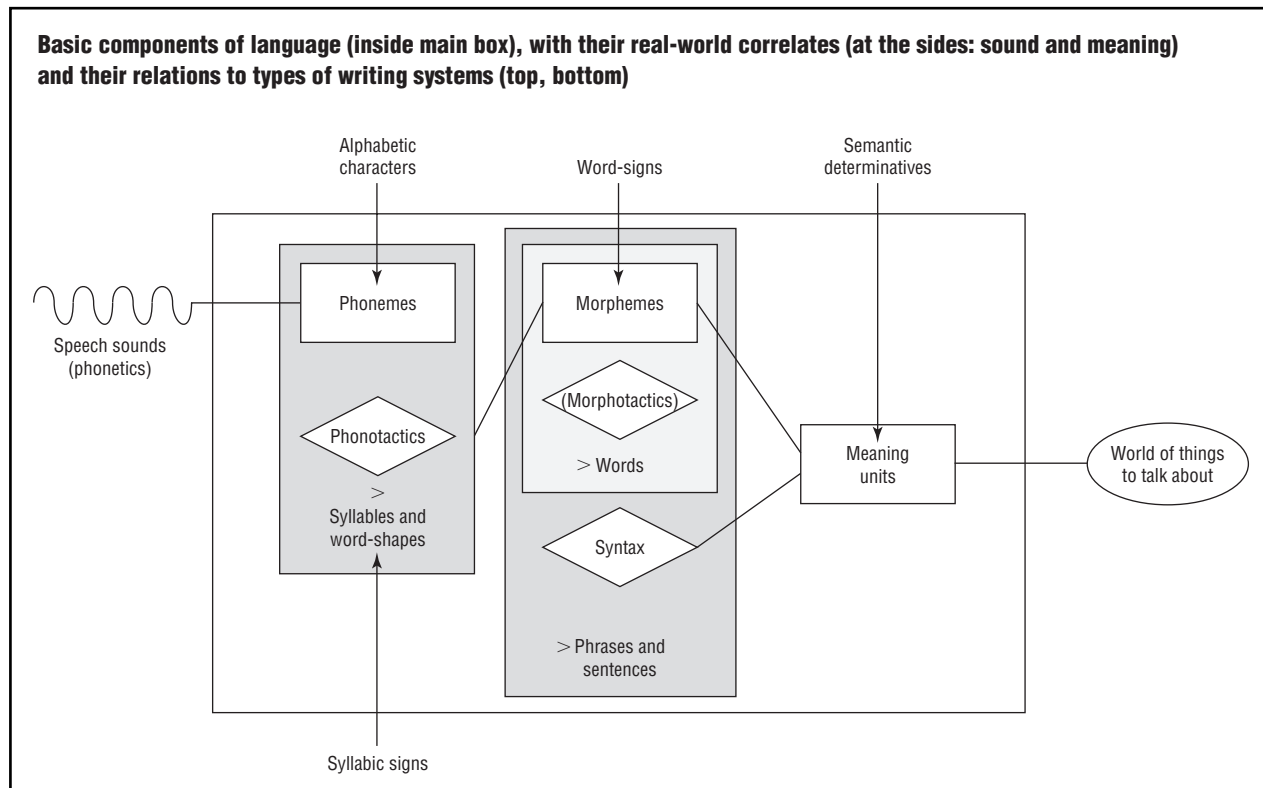 Basic components of language (inside main box), with their real-world correlates (at the sides: sound and meaning)
and their relations to types of writing systems (top, bottom)
Alphabetic
characters
Word-signs
Semantic
determinatives
Speech sounds
(phonetics)
Phonemes
Phonotactics
>
Syllables and
word-shapes
Morphemes
(Morphotactics)
> Words
Syntax
> Phrases and
sentences
Meaning
units
World of things
to talk about
Syllabic signs